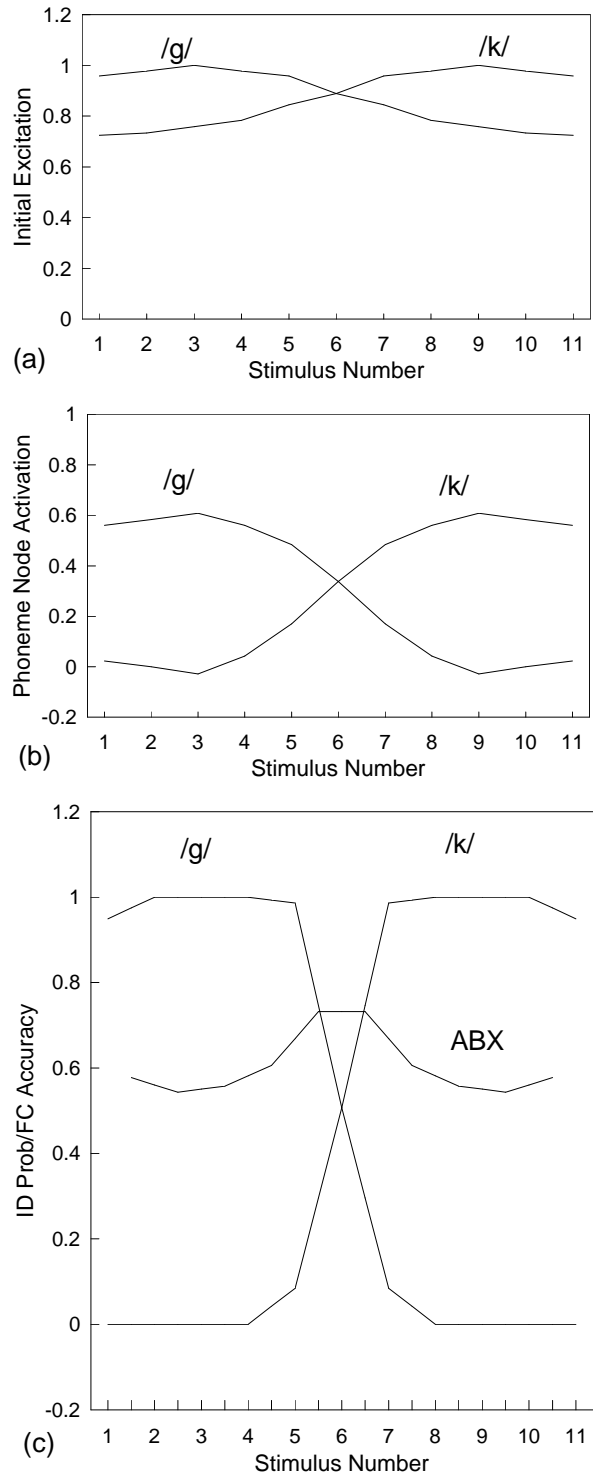 1.2
/g/ /k/
1
0.8
0.6
0.4
0.2
0
Initial Excitation
1 2 3 4 5 6 7 8 9 10 11
(a) Stimulus Number
1
0.8
/g/ /k/
0.6
0.4
0.2
0
-0.2
Phoneme Node Activation
1 2 3 4 5 6 7 8 9 10 11
(b) Stimulus Number
1.2
/g/ /k/
1
0.8
ABX
0.6
0.4
0.2
0
-0.2
ID Prob/FC Accuracy
1 2 3 4 5 6 7 8 9 10 11
(c) Stimulus Number